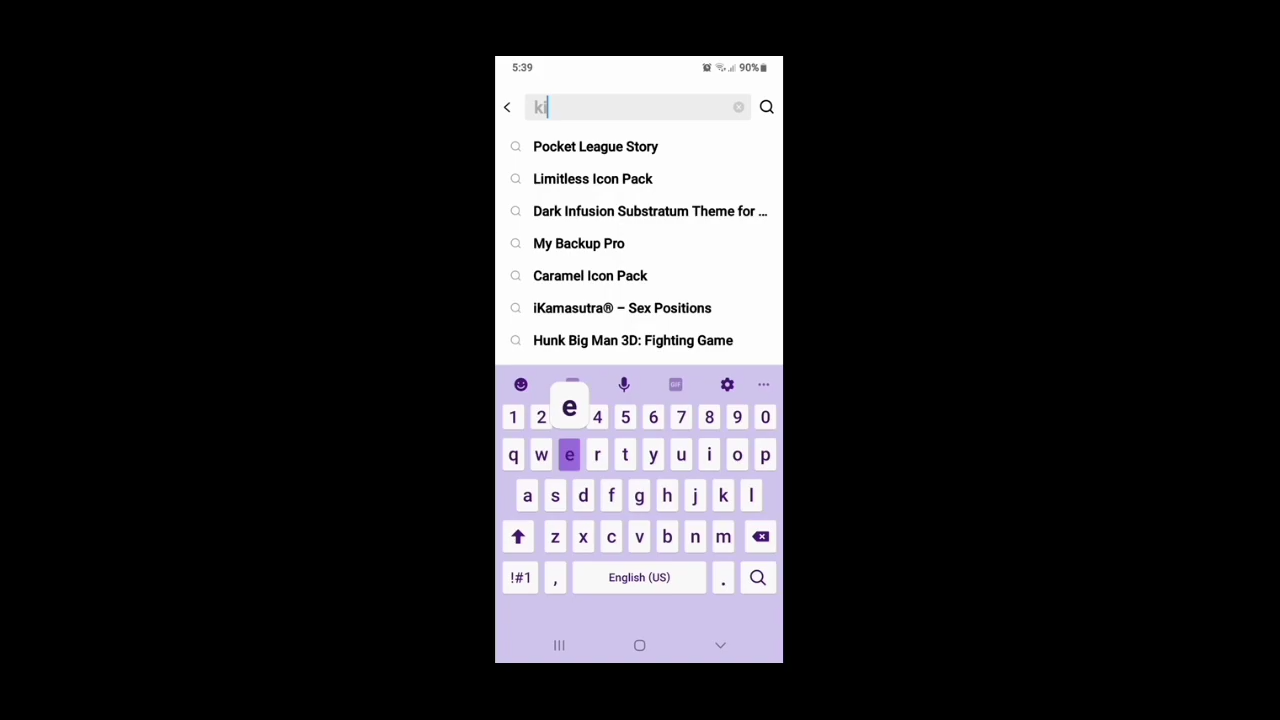 5:39
90%
ki
Pocket League Story
Limitless Icon Pack
Dark Infusion Substratum Theme for ...
My Backup Pro
Caramel Icon Pack
iKamasutra® – Sex Positions
Hunk Big Man 3D: Fighting Game
GIF
e
1 2 4 5 6 7 8 9 0
q w e r t y u i o p
a s d f g h j k l
z x c v b n m
!#1 , English (US) .